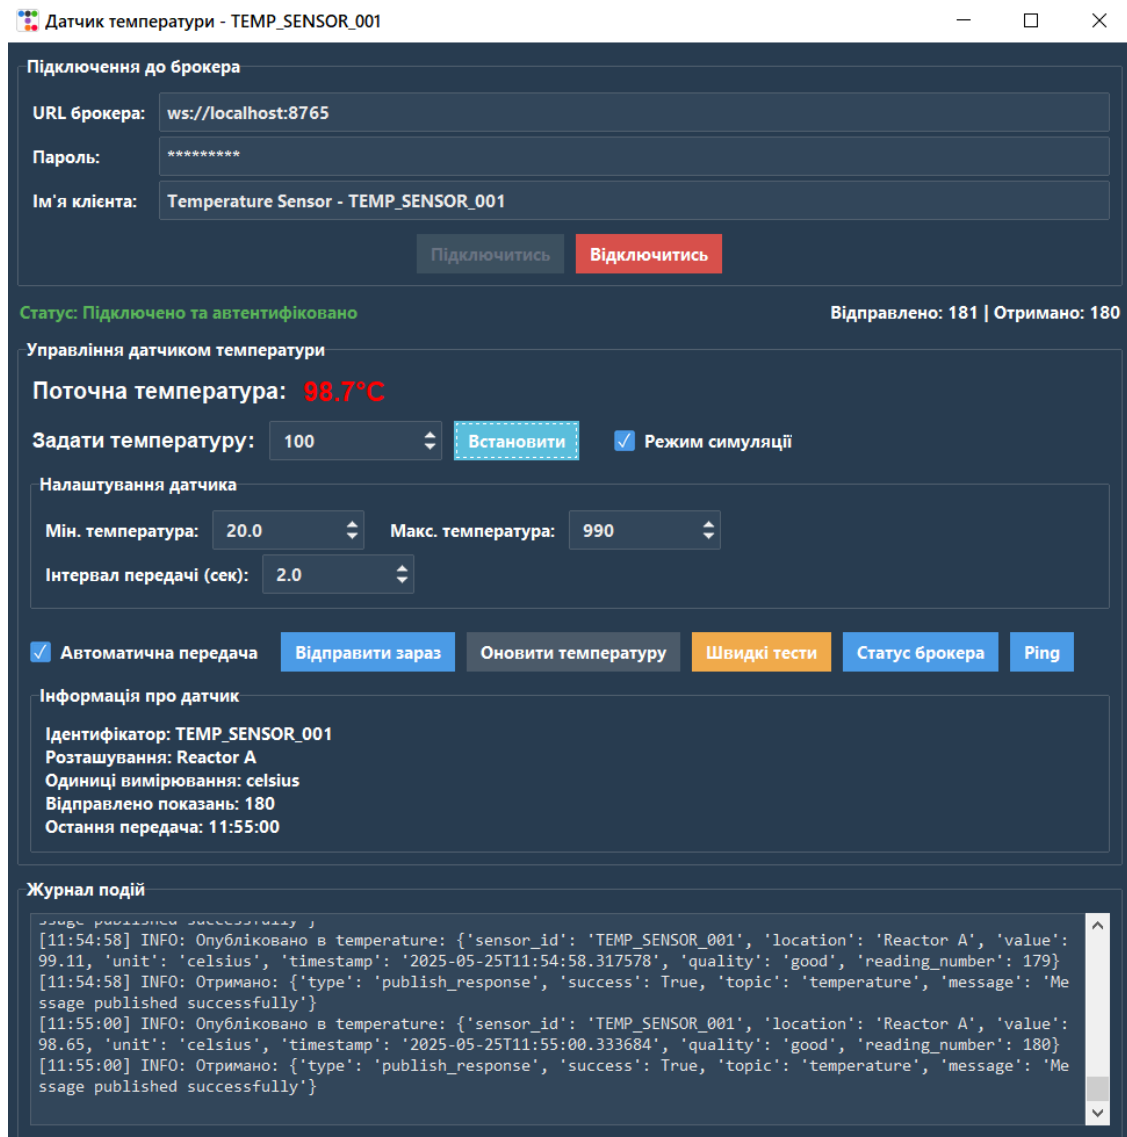 Датчик температури - TEMP_SENSOR_001
Підключення до брокера
URL брокера: ws://localhost:8765
Пароль: *********
Ім'я клієнта: Temperature Sensor - TEMP_SENSOR_001
Підключитись Відключитись
Статус: Підключено та автентифіковано Відправлено: 181 | Отримано: 180
Управління датчиком температури
Поточна температура: 98.7°C
Задати температуру: 100 Встановити Режим симуляції
Налаштування датчика
Мін. температура: 20.0 Макс. температура: 990
Інтервал передачі (сек): 2.0
Автоматична передача Відправити зараз Оновити температуру Швидкі тести Статус брокера Ping
Інформація про датчик
Ідентифікатор: TEMP_SENSOR_001
Розташування: Reactor A
Одиниці вимірювання: celsius
Відправлено показань: 180
Остання передача: 11:55:00
Журнал подій
ssage published successfully'}
[11:54:58] INFO: Опубліковано в temperature: {'sensor_id': 'TEMP_SENSOR_001', 'location': 'Reactor A', 'value':
99.11, 'unit': 'celsius', 'timestamp': '2025-05-25T11:54:58.317578', 'quality': 'good', 'reading_number': 179}
[11:54:58] INFO: Отримано: {'type': 'publish_response', 'success': True, 'topic': 'temperature', 'message': 'Me
ssage published successfully'}
[11:55:00] INFO: Опубліковано в temperature: {'sensor_id': 'TEMP_SENSOR_001', 'location': 'Reactor A', 'value':
98.65, 'unit': 'celsius', 'timestamp': '2025-05-25T11:55:00.333684', 'quality': 'good', 'reading_number': 180}
[11:55:00] INFO: Отримано: {'type': 'publish_response', 'success': True, 'topic': 'temperature', 'message': 'Me
ssage published successfully'}